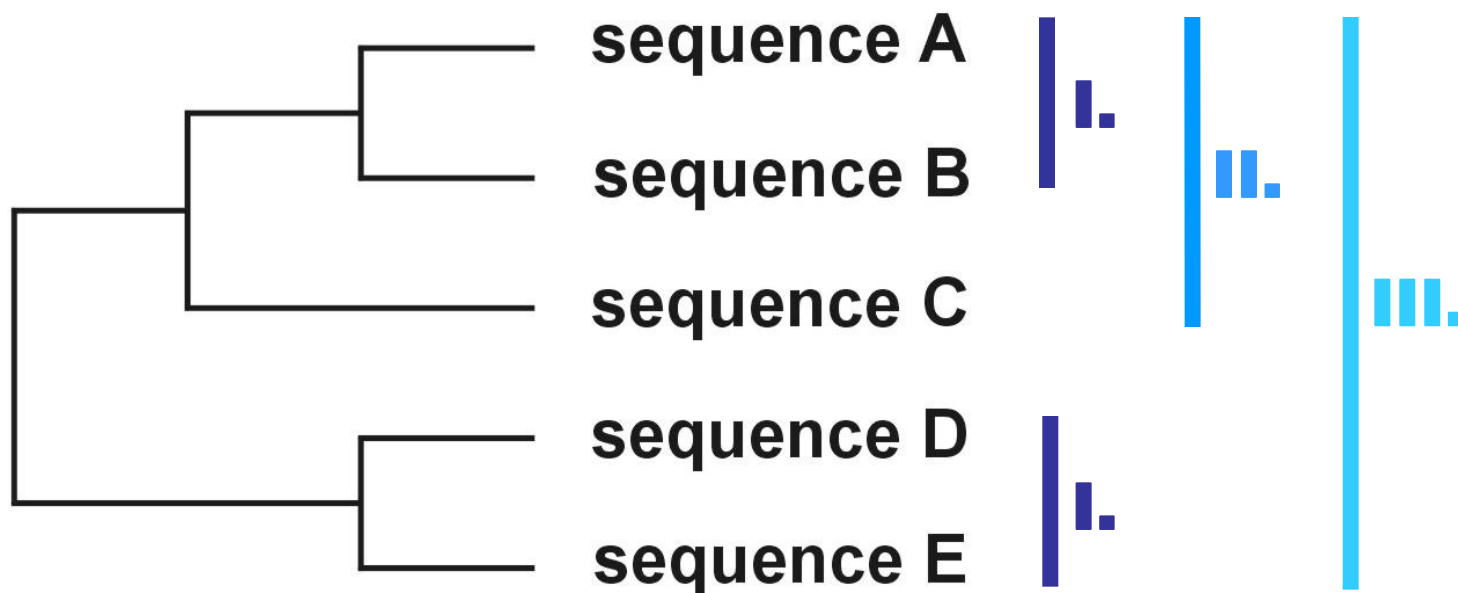 sequence A
I.
sequence B
II.
sequence C
III.
sequence D
I.
sequence E